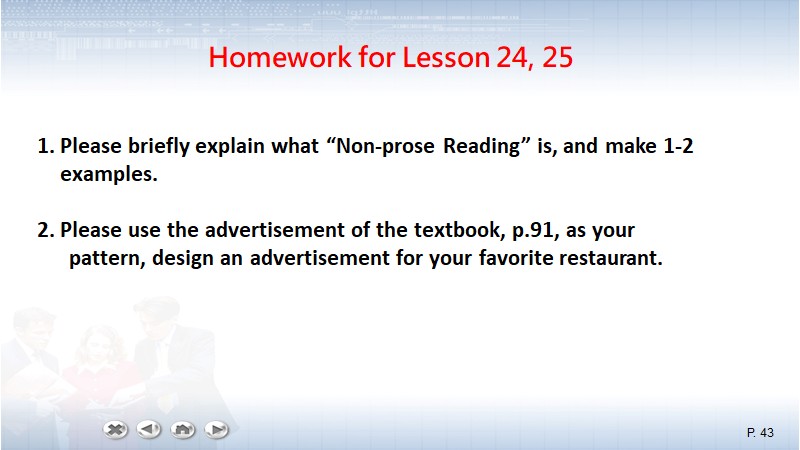 Homework for Lesson 24, 25
1. Please briefly explain what “Non-prose Reading” is, and make 1-2
examples.
2. Please use the advertisement of the textbook, p.91, as your
pattern, design an advertisement for your favorite restaurant.
P. 43